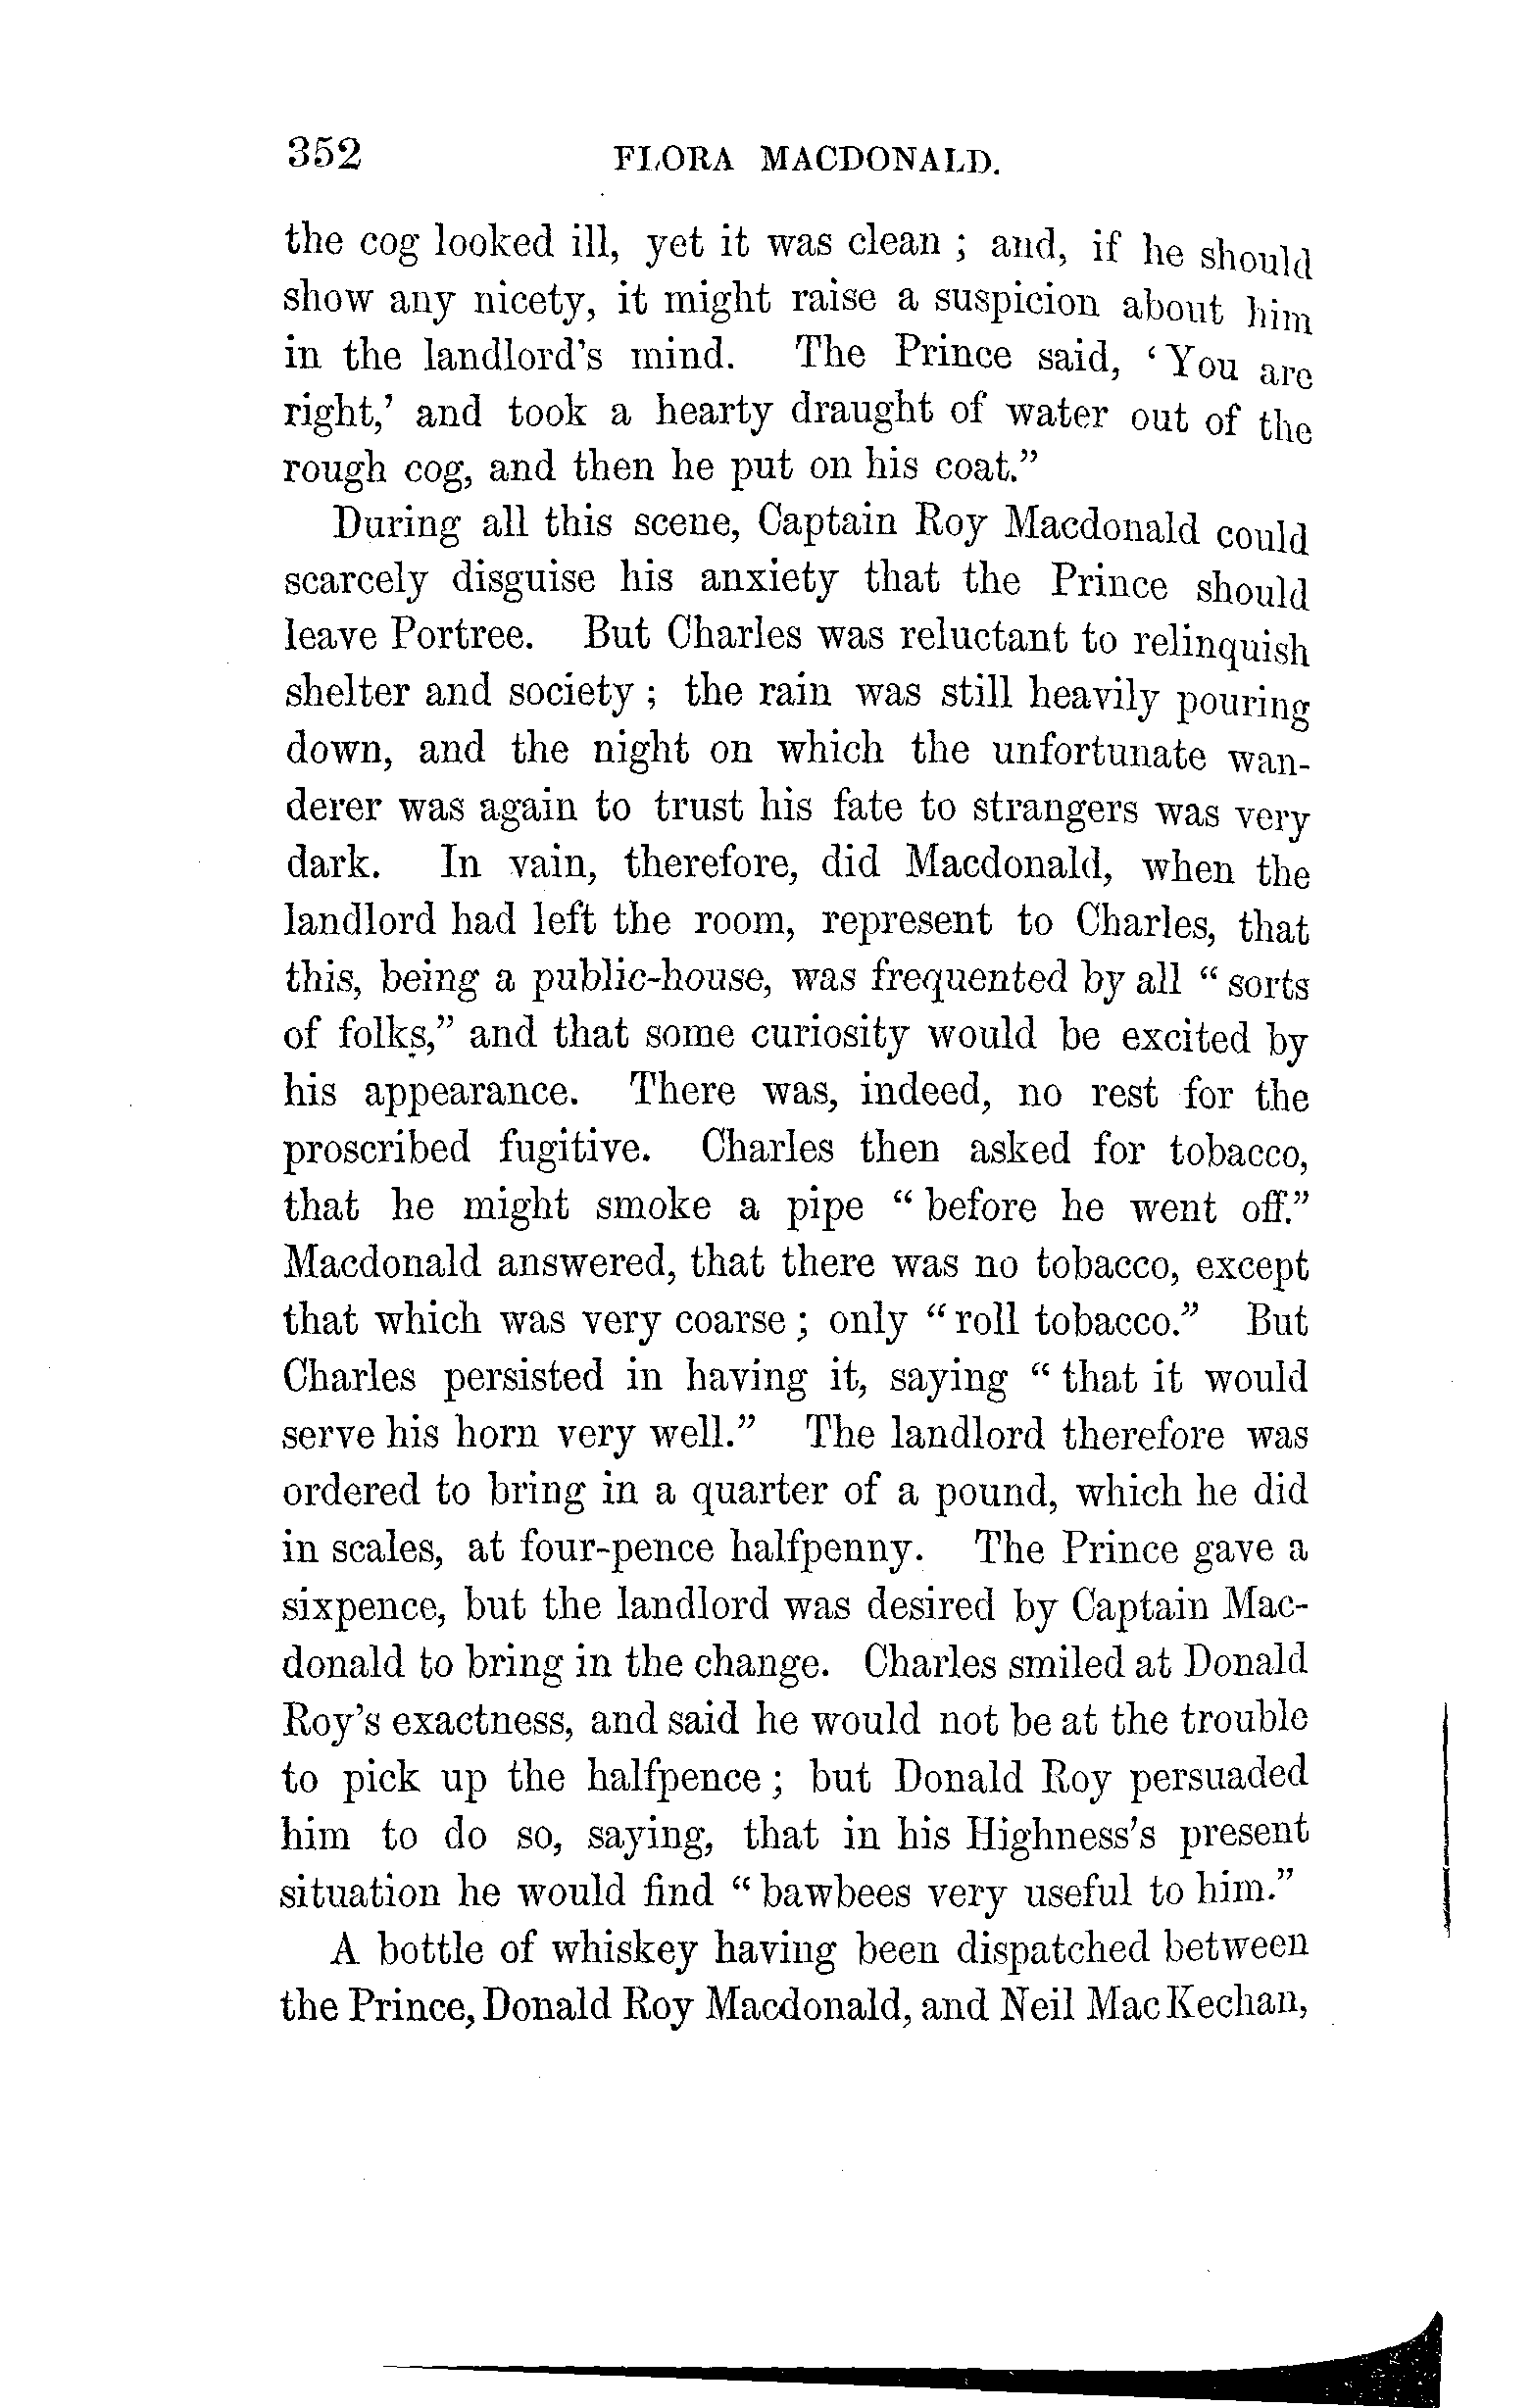 352 FLORA MACDONALD.
the cog looked ill, yet it was clean ; and, if he should
show any nicety, it might raise a suspicion about him
in the landlord's mind. The Prince said, ‘ You are
right,’ and took a hearty draught of water out of the
rough cog, and then he put on his coat.”
During all this scene, Captain Roy Macdonald could
scarcely disguise his anxiety that the Prince should
leave Portree. But Charles was reluctant to relinquish
shelter and society ; the rain was still heavily pouring
down, and the night on which the unfortunate wan-
derer was again to trust his fate to strangers was very
dark. In vain, therefore, did Macdonald, when the
landlord had left the room, represent to Charles, that
this, being a public-house, was frequented by all “ sorts
of folks,” and that some curiosity would be excited by
his appearance. There was, indeed, no rest for the
proscribed fugitive. Charles then asked for tobacco,
that he might smoke a pipe “ before he went off.”
Macdonald answered, that there was no tobacco, except
that which was very coarse ; only “ roll tobacco.” But
Charles persisted in having it, saying “ that it would
serve his horn very well.” The landlord therefore was
ordered to bring in a quarter of a pound, which he did
in scales, at four-pence halfpenny. The Prince gave a
sixpence, but the landlord was desired by Captain Mac-
donald to bring in the change. Charles smiled at Donald
Roy's exactness, and said he would not be at the trouble
to pick up the halfpence ; but Donald Roy persuaded
him to do so, saying, that in his Highness's present
situation he would find “ bawbees very useful to him.”
A bottle of whiskey having been dispatched between
the Prince, Donald Roy Macdonald, and Neil Mac Kechan,